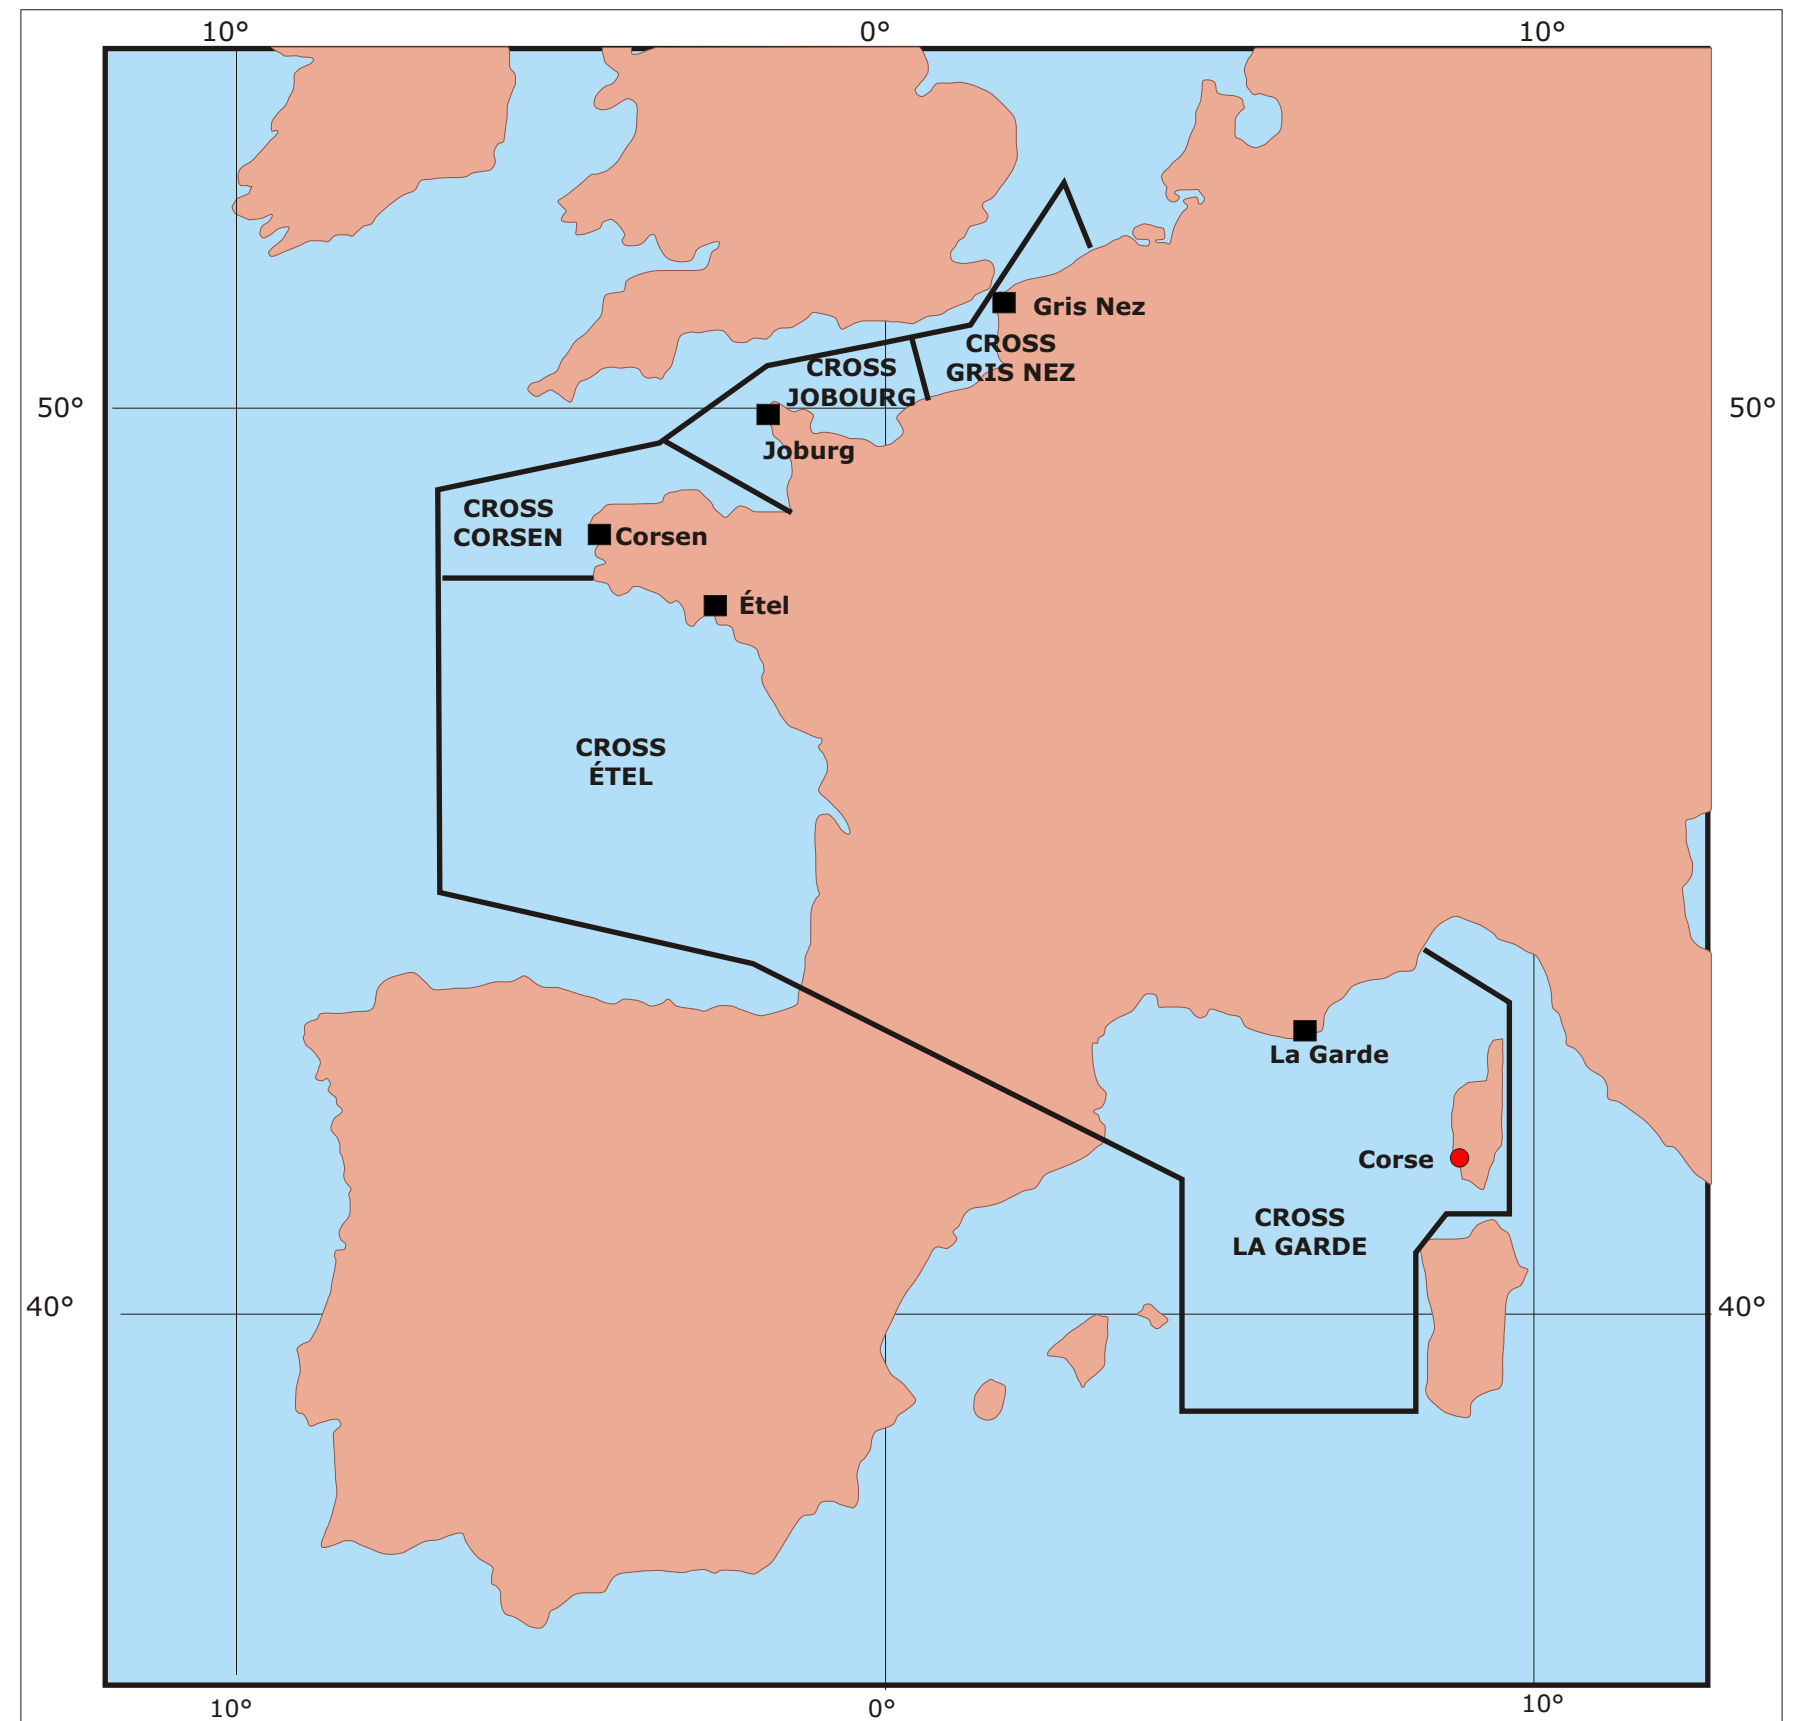 10°
0°
10°
Gris Nez
CROSS
GRIS NEZ
CROSS
JOBOURG
50°
50°
Joburg
CROSS
CORSEN
Corsen
Étel
CROSS
ÉTEL
La Garde
Corse
CROSS
LA GARDE
40°
40°
10°
0°
10°